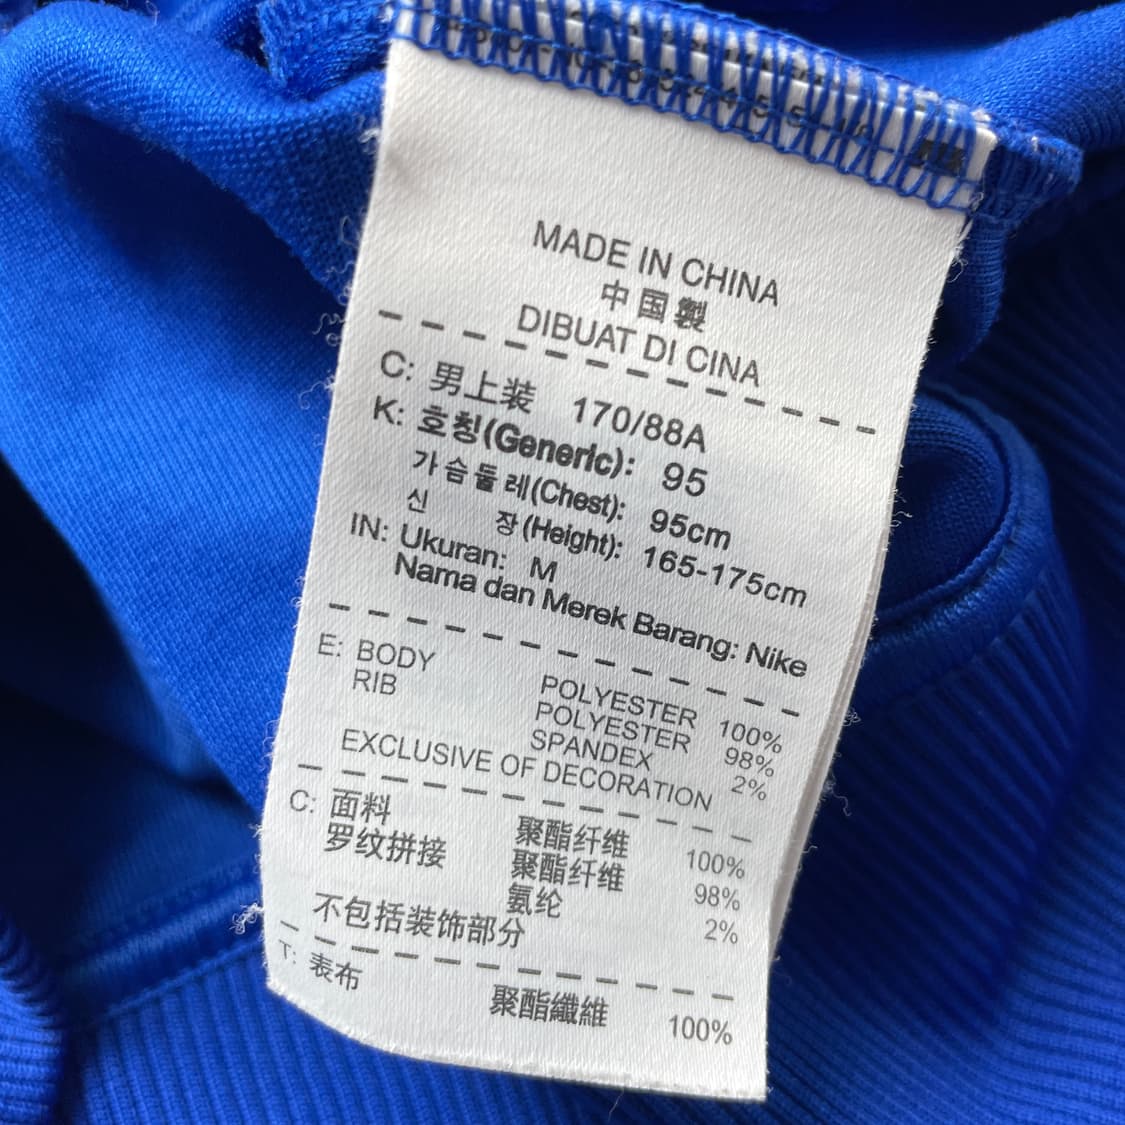 MADE IN CHINA
中国製
DIBUAT DI CINA
C: 男上装 170/88A
K: 호칭(Generic): 95
가슴둘레(Chest): 95cm
신 장(Height): 165-175cm
IN: Ukuran: M
Nama dan Merek Barang: Nike
E: BODY POLYESTER 100%
RIB POLYESTER 98%
SPANDEX 2%
EXCLUSIVE OF DECORATION
C: 面料 聚酯纤维 100%
罗纹拼接 聚酯纤维 98%
氨纶 2%
不包括装饰部分
T: 表布 聚酯纖維 100%